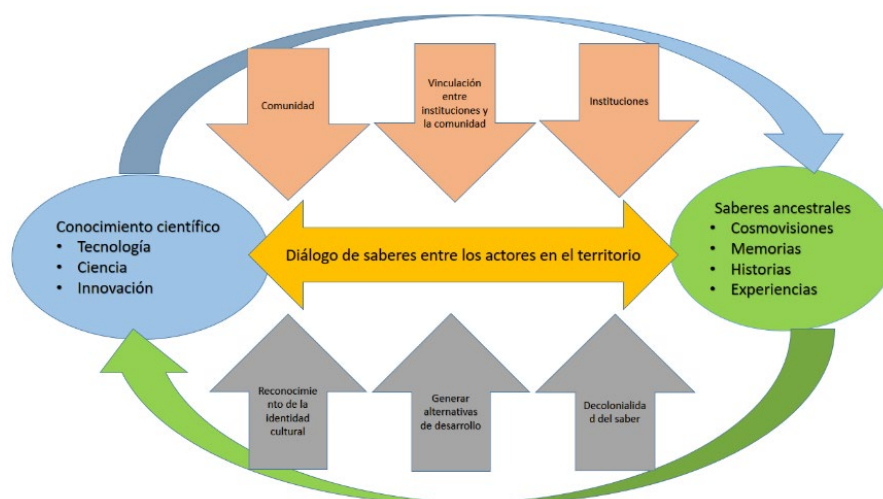 Comunidad
Vinculación
entre
instituciones y
la comunidad
Instituciones
Conocimiento científico
• Tecnología
• Ciencia
• Innovación
Diálogo de saberes entre los actores en el territorio
Saberes ancestrales
• Cosmovisiones
• Memorias
• Historias
• Experiencias
Reconocimie
nto de la
identidad
cultural
Generar
alternativas
de desarrollo
Decolonialida
d del saber